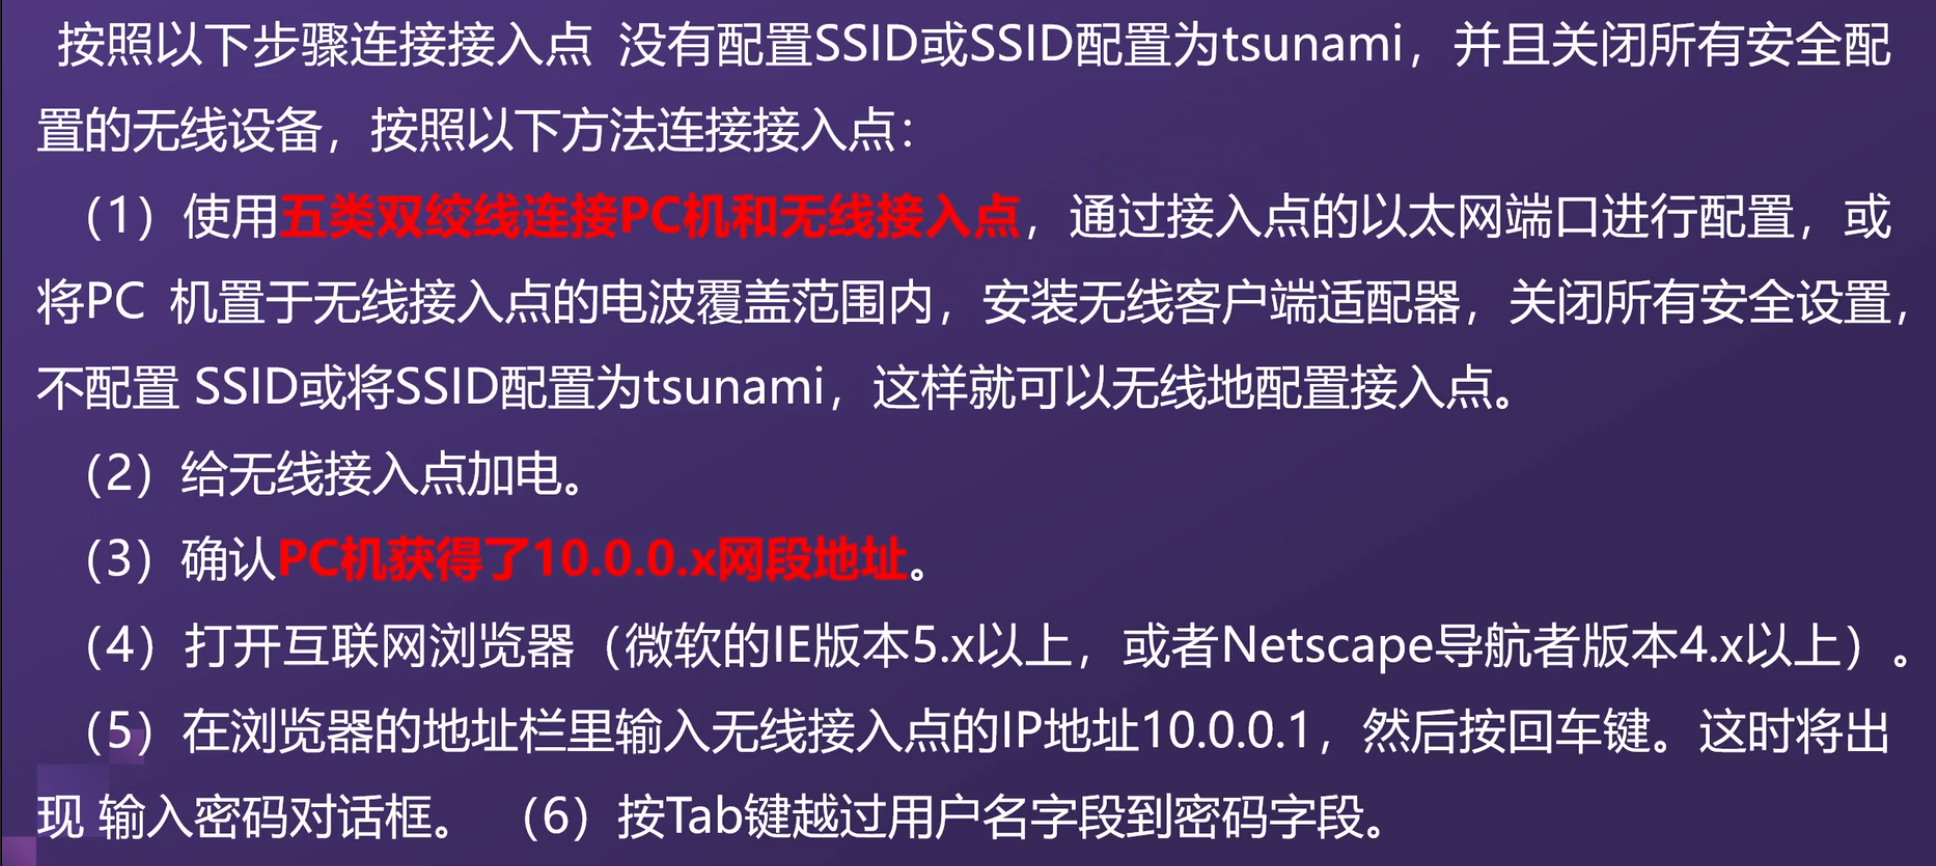 按照以下步骤连接接入点 没有配置SSID或SSID配置为tsunami，并且关闭所有安全配
置的无线设备，按照以下方法连接接入点：
（1）使用五类双绞线连接PC机和无线接入点，通过接入点的以太网端口进行配置，或
将PC 机置于无线接入点的电波覆盖范围内，安装无线客户端适配器，关闭所有安全设置，
不配置 SSID或将SSID配置为tsunami，这样就可以无线地配置接入点。
（2）给无线接入点加电。
（3）确认PC机获得了10.0.0.x网段地址。
（4）打开互联网浏览器（微软的IE版本5.x以上，或者Netscape导航者版本4.x以上）。
（5）在浏览器的地址栏里输入无线接入点的IP地址10.0.0.1，然后按回车键。这时将出
现 输入密码对话框。 （6）按Tab键越过用户名字段到密码字段。